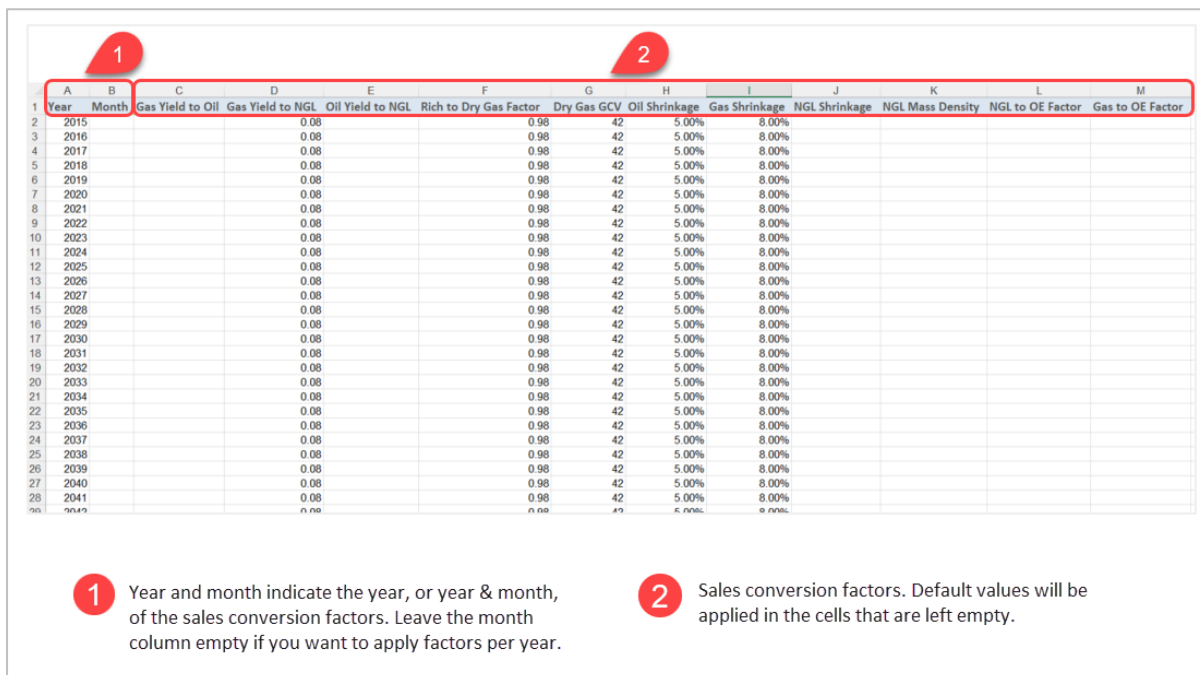 1
2
A B C D E F G H I J K L M
1 Year Month Gas Yield to Oil Gas Yield to NGL Oil Yield to NGL Rich to Dry Gas Factor Dry Gas GCV Oil Shrinkage Gas Shrinkage NGL Shrinkage NGL Mass Density NGL to OE Factor Gas to OE Factor
2 2015 0.08 0.98 42 5.00% 8.00%
3 2016 0.08 0.98 42 5.00% 8.00%
4 2017 0.08 0.98 42 5.00% 8.00%
5 2018 0.08 0.98 42 5.00% 8.00%
6 2019 0.08 0.98 42 5.00% 8.00%
7 2020 0.08 0.98 42 5.00% 8.00%
8 2021 0.08 0.98 42 5.00% 8.00%
9 2022 0.08 0.98 42 5.00% 8.00%
10 2023 0.08 0.98 42 5.00% 8.00%
11 2024 0.08 0.98 42 5.00% 8.00%
12 2025 0.08 0.98 42 5.00% 8.00%
13 2026 0.08 0.98 42 5.00% 8.00%
14 2027 0.08 0.98 42 5.00% 8.00%
15 2028 0.08 0.98 42 5.00% 8.00%
16 2029 0.08 0.98 42 5.00% 8.00%
17 2030 0.08 0.98 42 5.00% 8.00%
18 2031 0.08 0.98 42 5.00% 8.00%
19 2032 0.08 0.98 42 5.00% 8.00%
20 2033 0.08 0.98 42 5.00% 8.00%
21 2034 0.08 0.98 42 5.00% 8.00%
22 2035 0.08 0.98 42 5.00% 8.00%
23 2036 0.08 0.98 42 5.00% 8.00%
24 2037 0.08 0.98 42 5.00% 8.00%
25 2038 0.08 0.98 42 5.00% 8.00%
26 2039 0.08 0.98 42 5.00% 8.00%
27 2040 0.08 0.98 42 5.00% 8.00%
28 2041 0.08 0.98 42 5.00% 8.00%
29 2042 0.08 0.98 42 5.00% 8.00%
1 Year and month indicate the year, or year & month,
of the sales conversion factors. Leave the month
column empty if you want to apply factors per year.
2 Sales conversion factors. Default values will be
applied in the cells that are left empty.